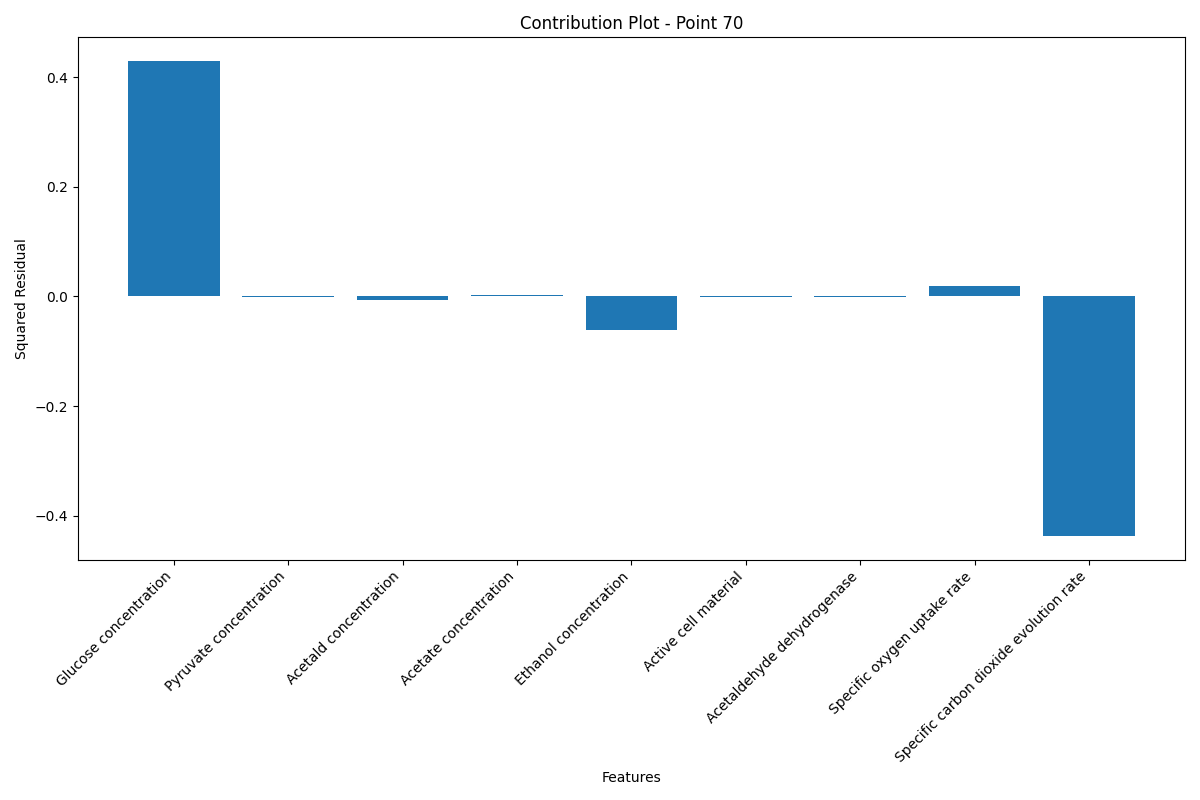 Contribution Plot - Point 70
Squared Residual
0.4
0.2
0.0
−0.2
−0.4
Glucose concentration
Pyruvate concentration
Acetald concentration
Acetate concentration
Ethanol concentration
Active cell material
Acetaldehyde dehydrogenase
Specific oxygen uptake rate
Specific carbon dioxide evolution rate
Features